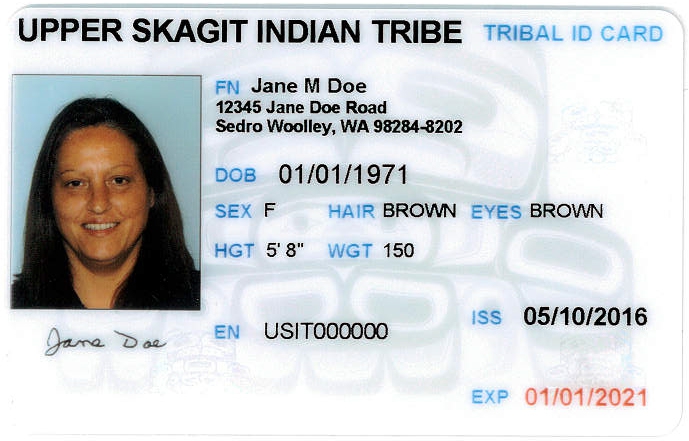 UPPER SKAGIT INDIAN TRIBE TRIBAL ID CARD
FN Jane M Doe
12345 Jane Doe Road
Sedro Woolley, WA 98284-8202
DOB 01/01/1971
SEX F HAIR BROWN EYES BROWN
HGT 5' 8" WGT 150
ISS 05/10/2016
Jane Doe
EN USIT000000
EXP 01/01/2021